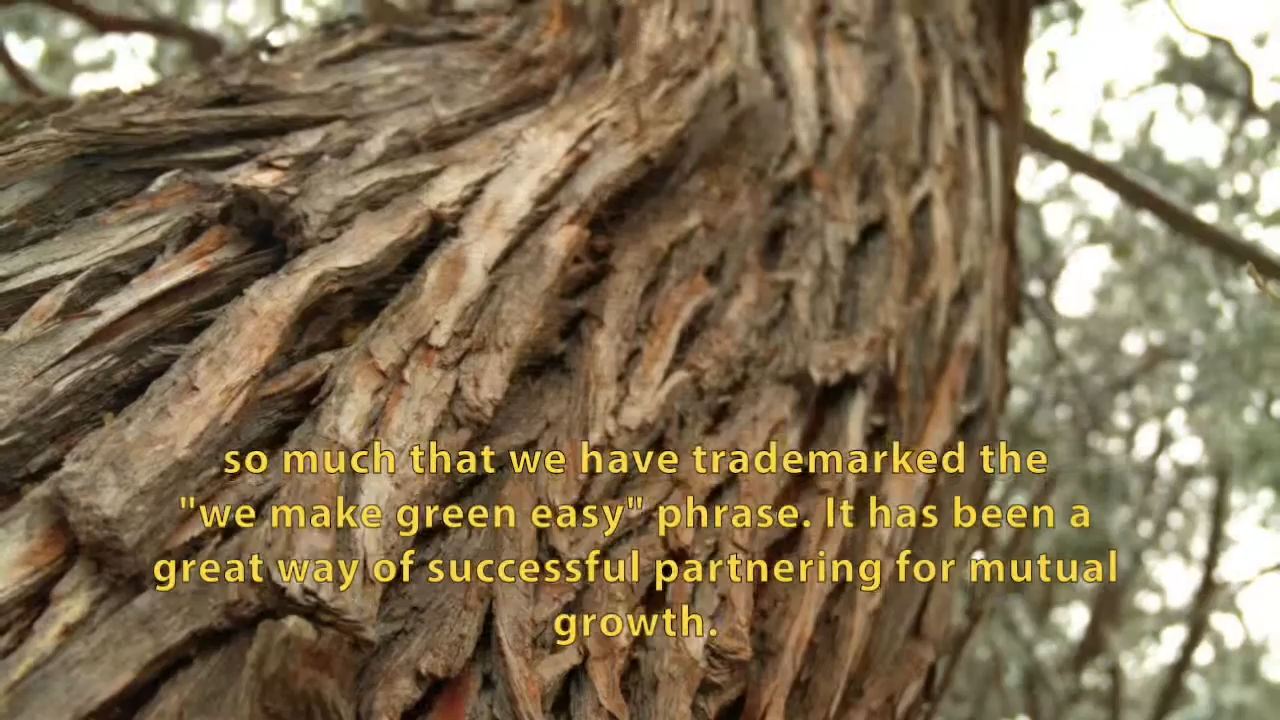 so much that we have trademarked the
"we make green easy" phrase. It has been a
great way of successful partnering for mutual
growth.